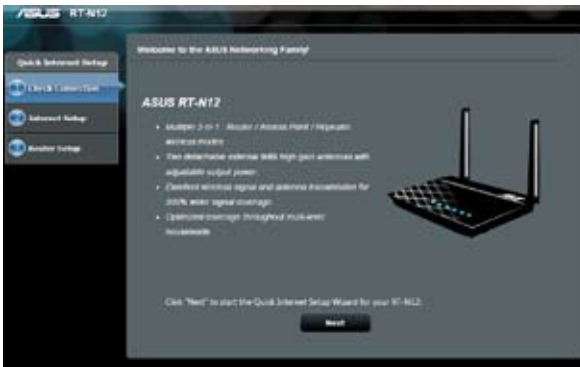 ASUS RT-N12
Quick Internet Setup
Check Connection
Internet Setup
Router Setup
Welcome to the ASUS Networking Family!
ASUS RT-N12
• Multiple 3-in-1 Router / Access Point / Repeater
wireless modes
• Two detachable external high gain antennas with
adjustable output power.
• Excellent wireless signal and antenna transmission for
300% wider signal coverage.
• Optimized coverage throughout multi-level
households
Click "Next" to start the Quick Internet Setup Wizard for your RT-N12.
Next